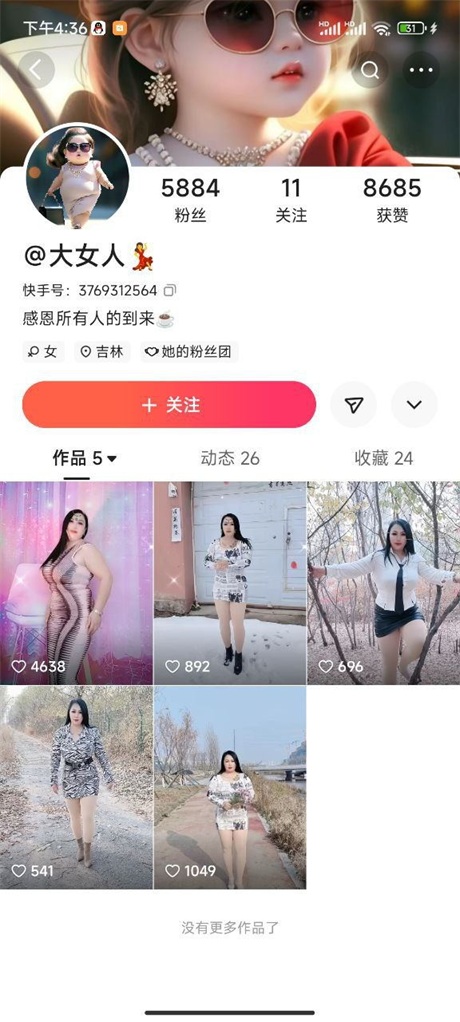 下午4:36
HD HD 31
5884 11 8685
粉丝 关注 获赞
@大女人💃
快手号：3769312564
感恩所有人的到来☕
女 吉林 她的粉丝团
+ 关注
作品 5 动态 26 收藏 24
4638 892 696
541 1049
没有更多作品了